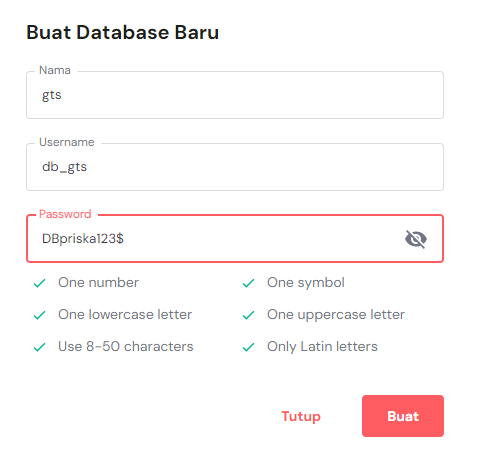 Buat Database Baru
Nama
gts
Username
db_gts
Password
DBpriska123$
One number
One symbol
One lowercase letter
One uppercase letter
Use 8-50 characters
Only Latin letters
Tutup
Buat